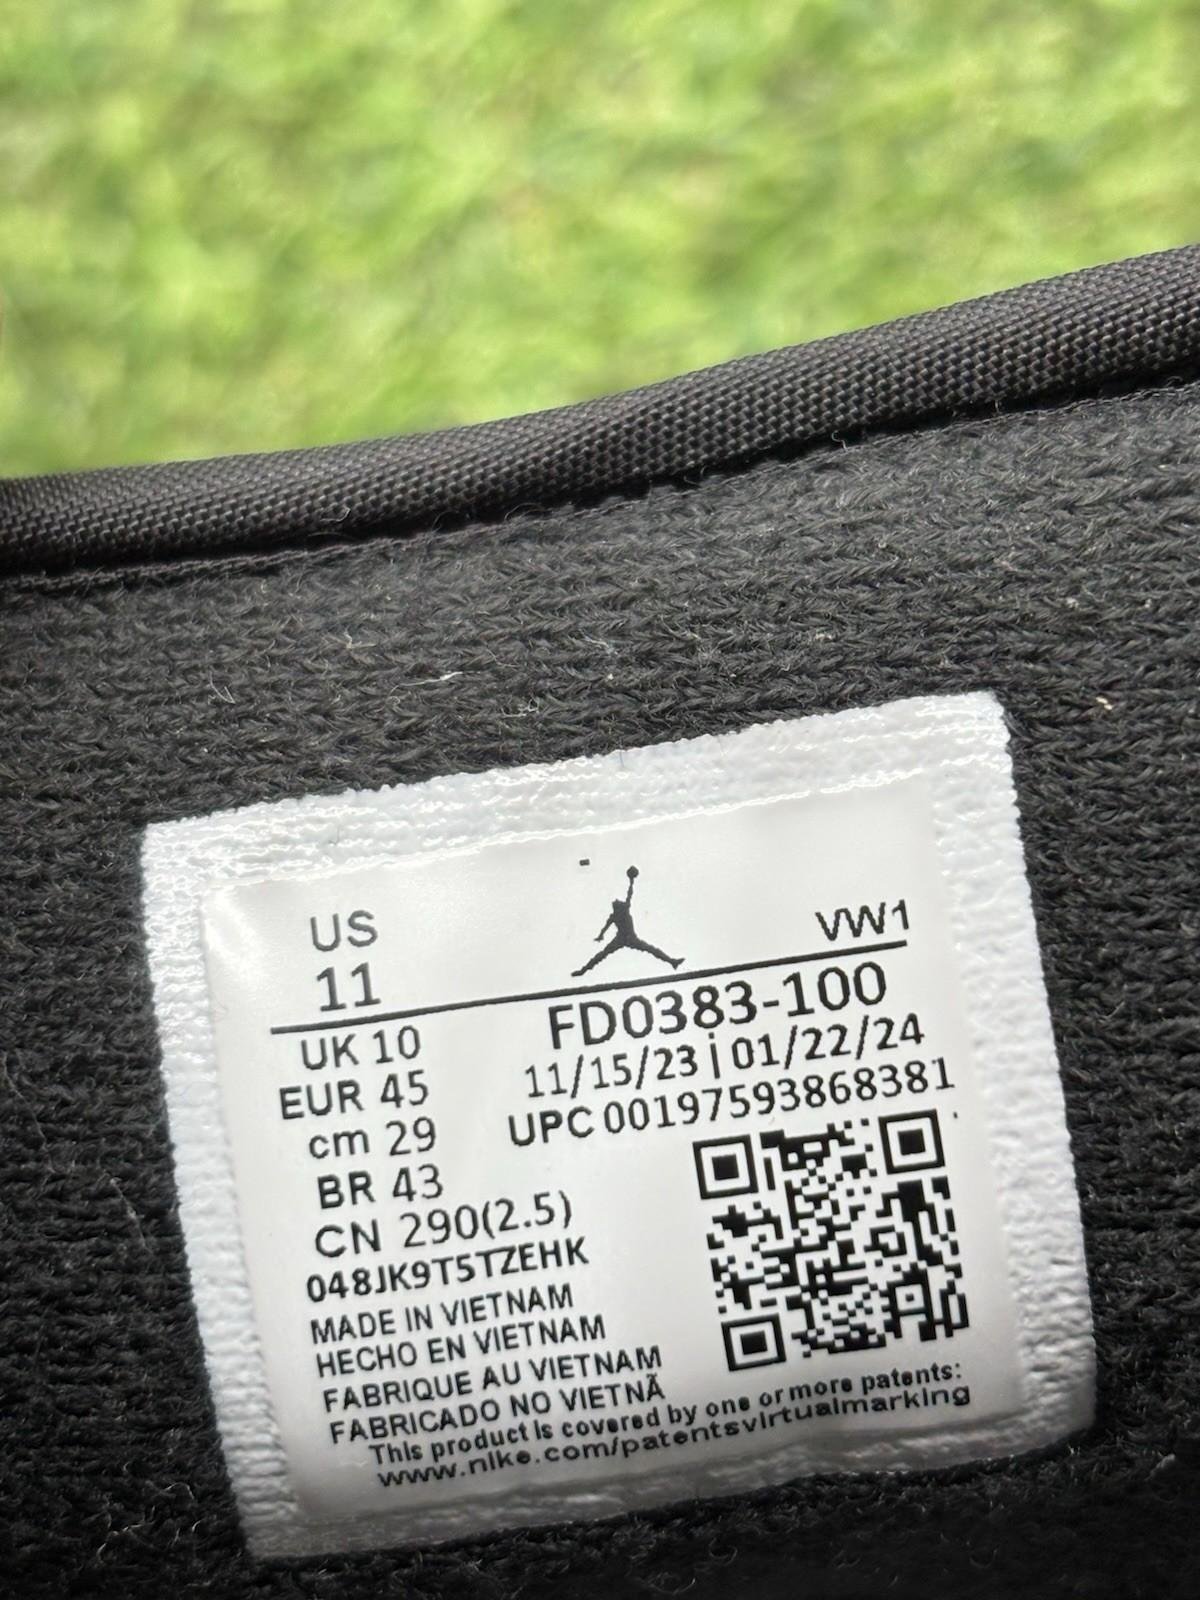 US
11
VW1
FD0383-100
11/15/23 | 01/22/24
UPC 00197593868381
UK 10
EUR 45
cm 29
BR 43
CN 290(2.5)
048JK9T5TZEHK
MADE IN VIETNAM
HECHO EN VIETNAM
FABRIQUE AU VIETNAM
FABRICADO NO VIETNÃ
This product is covered by one or more patents:
www.nike.com/patentsvirtualmarking